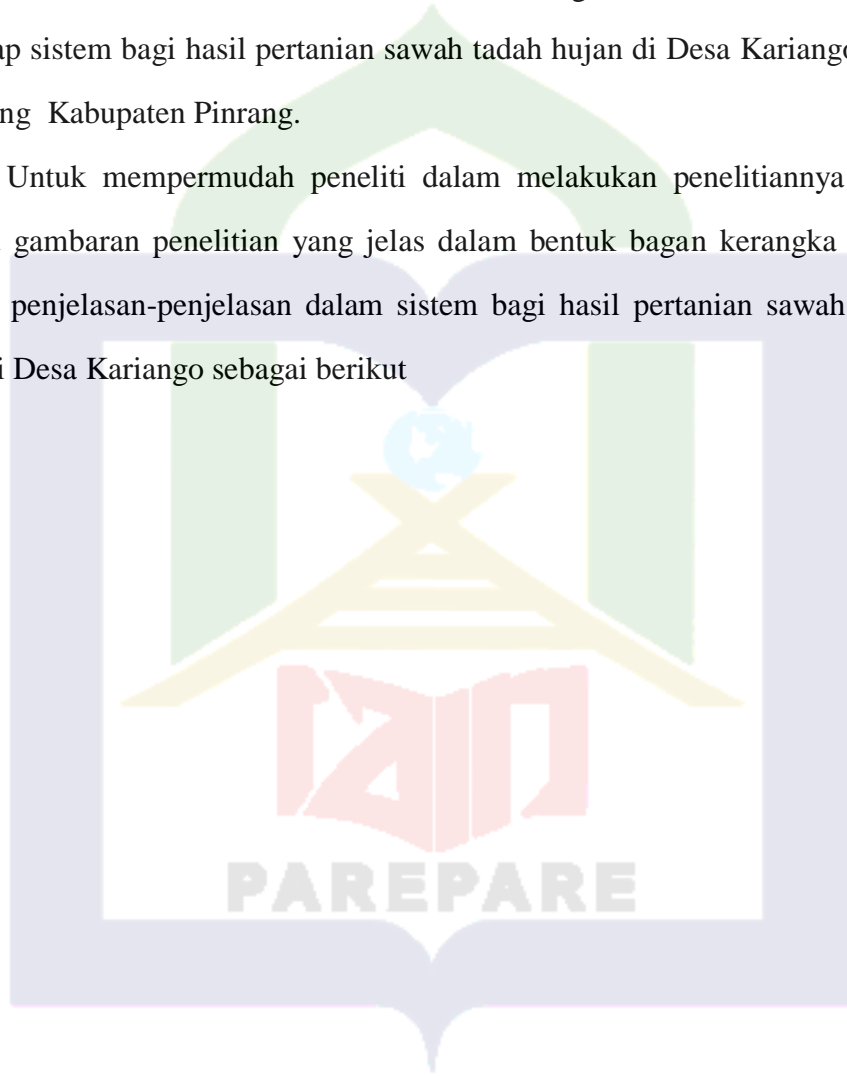 ap sistem bagi hasil pertanian sawah tadah hujan di Desa Kariango
ng Kabupaten Pinrang.
Untuk mempermudah peneliti dalam melakukan penelitiannya
gambaran penelitian yang jelas dalam bentuk bagan kerangka
penjelasan-penjelasan dalam sistem bagi hasil pertanian sawah
i Desa Kariango sebagai berikut
iain
PAREPARE